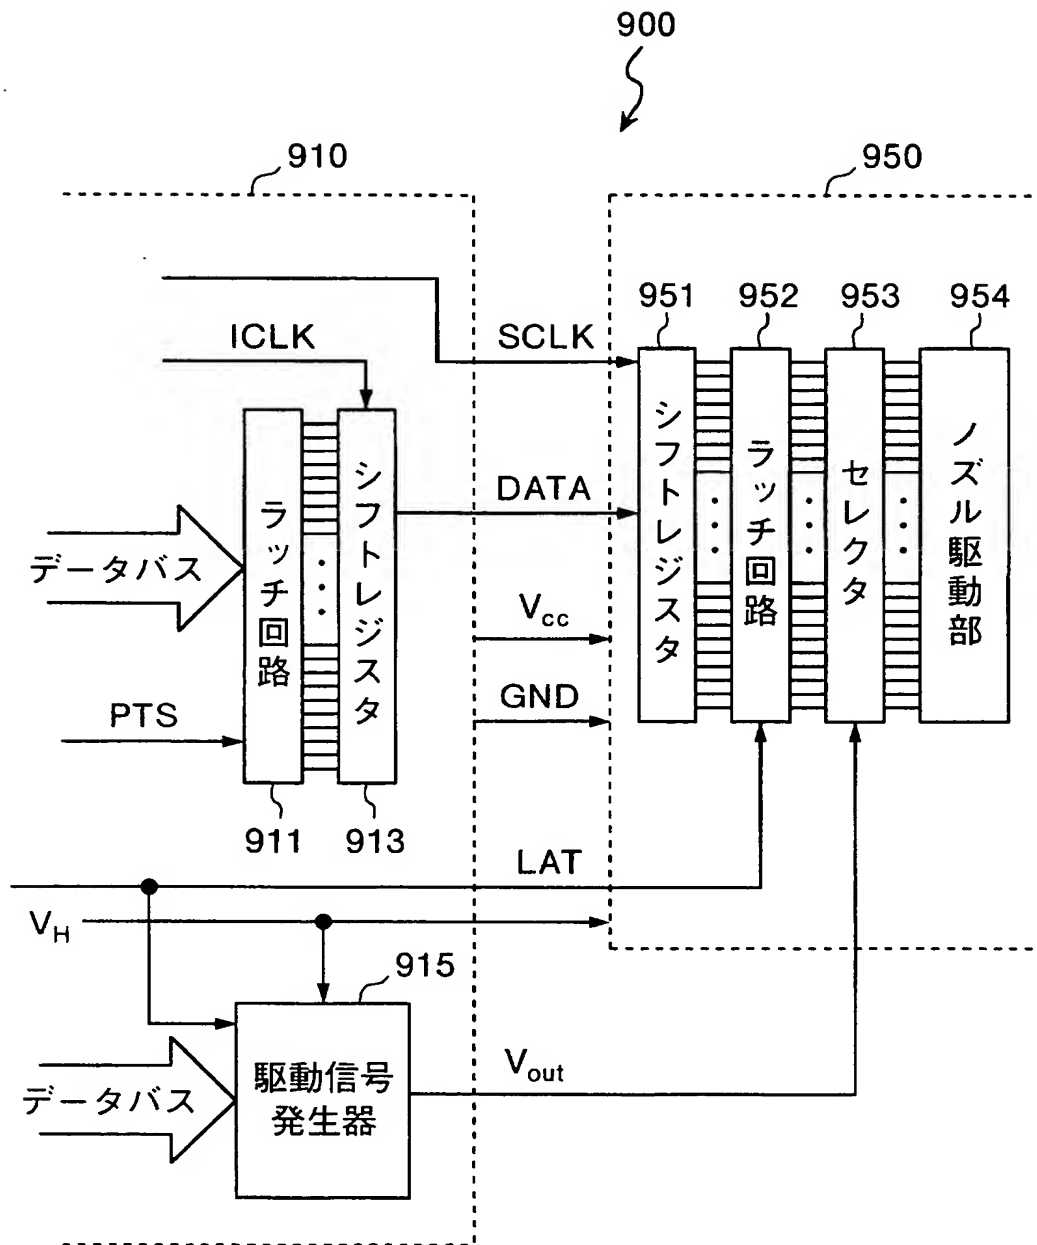 900
910
950
951
952
953
954
ICLK
SCLK
DATA
データバス
ラッチ回路
シフトレジスタ
シフトレジスタ
ラッチ回路
セレクタ
ノズル駆動部
Vcc
GND
PTS
911
913
LAT
VH
915
データバス
駆動信号
発生器
Vout